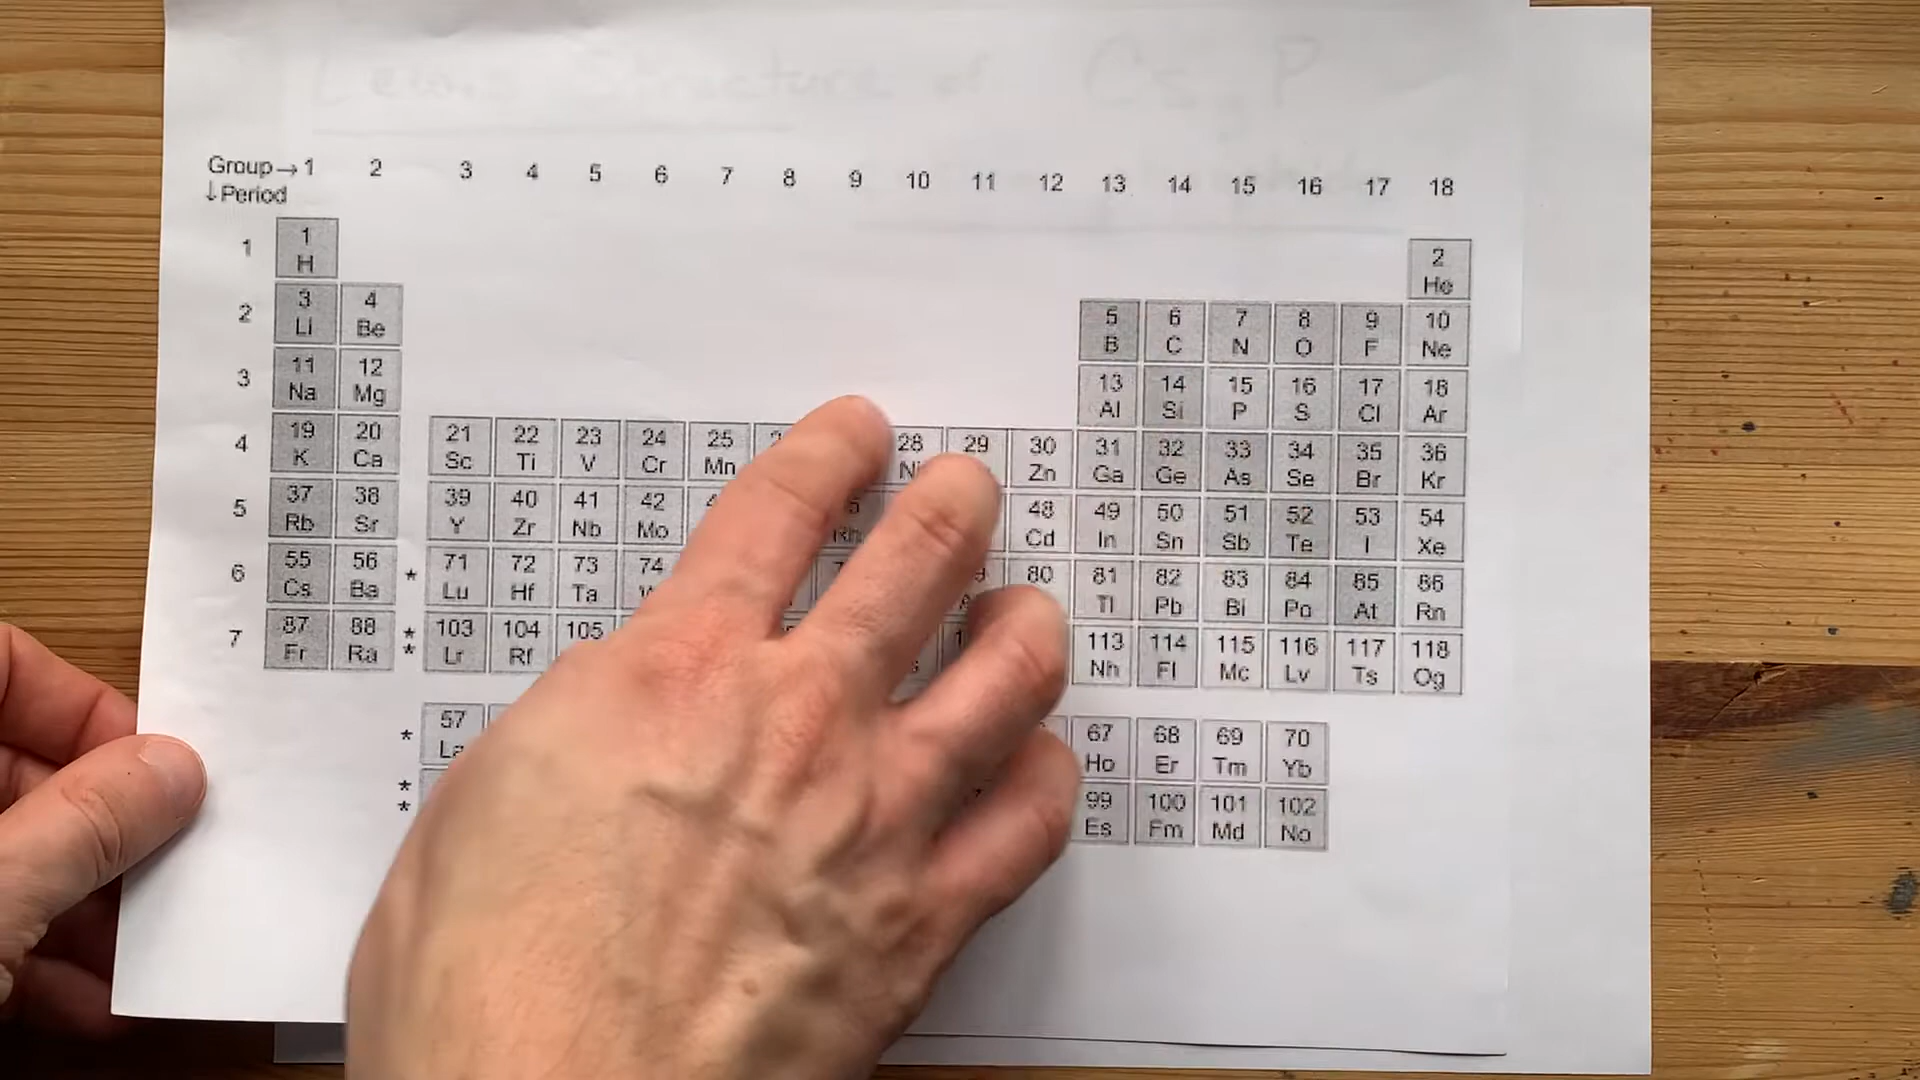 Lewis Structure of Cs3P
Group→ 1 2 3 4 5 6 7 8 9 10 11 12 13 14 15 16 17 18
↓Period
1 1 2
H He
2 3 4 5 6 7 8 9 10
Li Be B C N O F Ne
3 11 12 13 14 15 16 17 18
Na Mg Al Si P S Cl Ar
4 19 20 21 22 23 24 25 28 29 30 31 32 33 34 35 36
K Ca Sc Ti V Cr Mn Zn Ga Ge As Se Br Kr
5 37 38 39 40 41 42 48 49 50 51 52 53 54
Rb Sr Y Zr Nb Mo Rh Cd In Sn Sb Te I Xe
6 55 56 * 71 72 73 74 80 81 82 83 84 85 86
Cs Ba Lu Hf Ta Tl Pb Bi Po At Rn
7 87 88 * * 103 104 105 113 114 115 116 117 118
Fr Ra Lr Rf Nh Fl Mc Lv Ts Og
* 57 67 68 69 70
La Ho Er Tm Yb
* * 99 100 101 102
Es Fm Md No